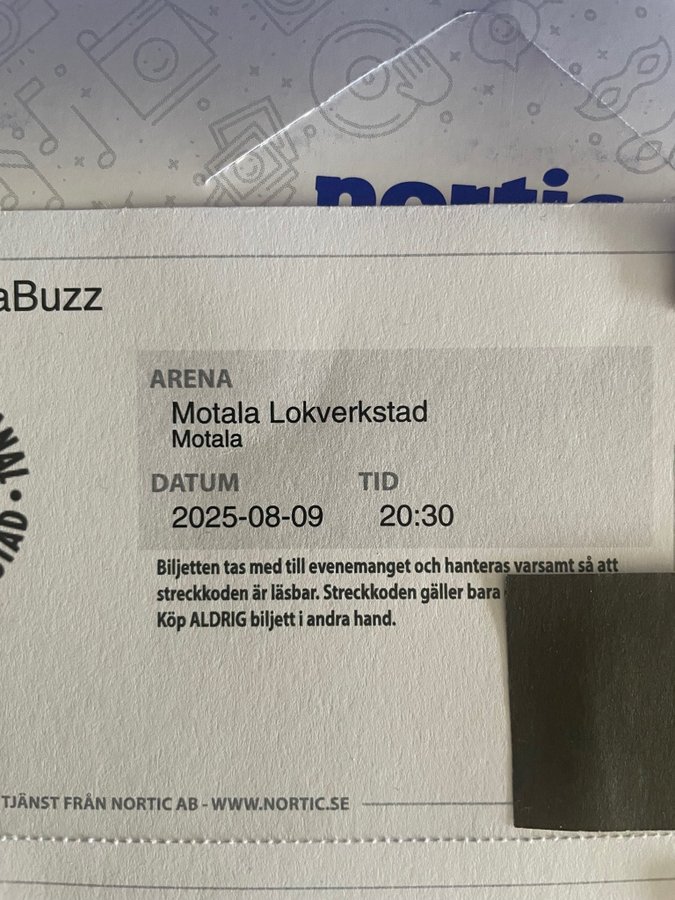 nortic
aBuzz
ARENA
Motala Lokverkstad
Motala
DATUM TID
2025-08-09 20:30
Biljetten tas med till evenemanget och hanteras varsamt så att
streckkoden är läsbar. Streckkoden gäller bara
Köp ALDRIG biljett i andra hand.
TJÄNST FRÅN NORTIC AB - WWW.NORTIC.SE